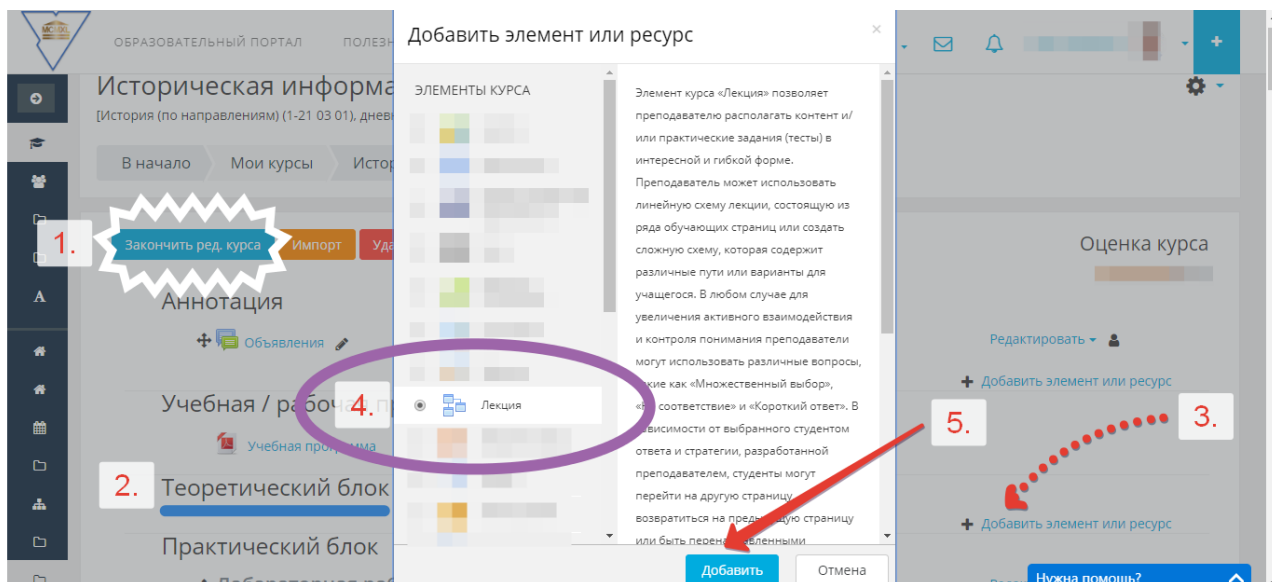 МСМXL
ОБРАЗОВАТЕЛЬНЫЙ ПОРТАЛ
Историческая
[История (по направлениям) (1-21 03 01),
В начало
Мои курсы
1.
Закончить ред. курса
Импорт
Аннотация
Объявления
Учебная / рабочая
Учебная программа
2.
Теоретический блок
Практический блок
Добавить элемент или ресурс
×
ЭЛЕМЕНТЫ КУРСА
4.
Лекция
Элемент курса «Лекция» позволяет
преподавателю располагать контент и/
или практические задания (тесты) в
интересной и гибкой форме.
Преподаватель может использовать
линейную схему лекции, состоящую из
ряда обучающих страниц или создать
сложную схему, которая содержит
различные пути или варианты для
учащегося. В любом случае для
увеличения активного взаимодействия
и контроля понимания преподаватели
могут использовать различные вопросы,
такие как «Множественный выбор»,
«На соответствие» и «Короткий ответ». В
зависимости от выбранного студентом
ответа и стратегии, разработанной
преподавателем, студенты могут
перейти на другую страницу,
возвратиться на предыдущую страницу
или быть перенаправленными
Добавить
Отмена
Оценка курса
Редактировать
Добавить элемент или ресурс
5.
3.
Добавить элемент или ресурс
Нужна помощь?